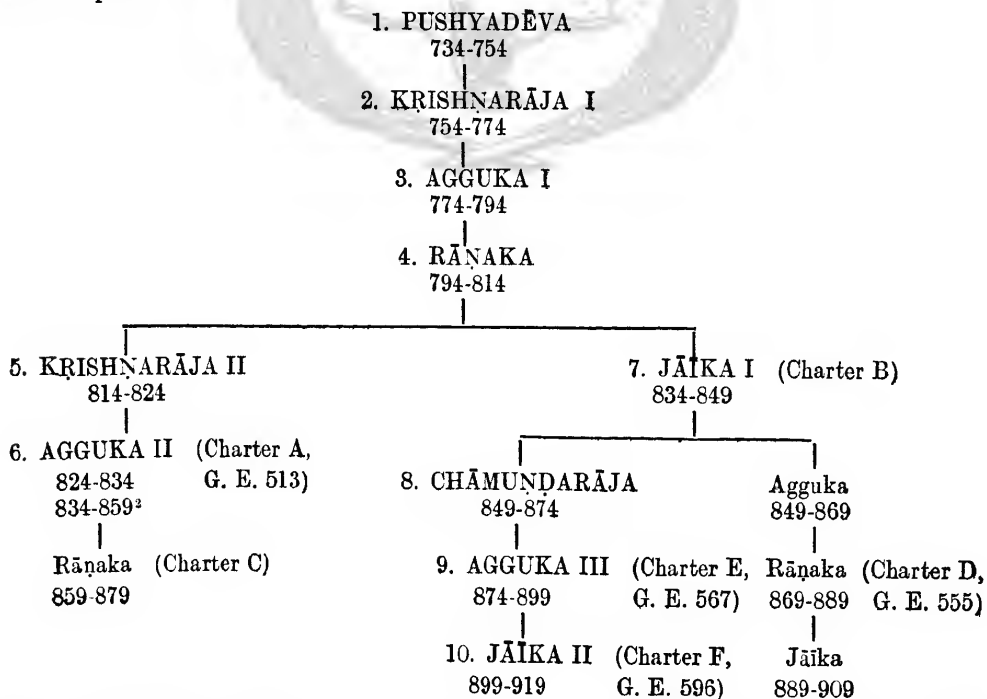 1. PUSHYADĒVA
734-754
2. KṚISHṆARĀJA I
754-774
3. AGGUKA I
774-794
4. RĀṆAKA
794-814
5. KṚISHṆARĀJA II 7. JĀĪKA I (Charter B)
814-824 834-849
6. AGGUKA II (Charter A,
824-834 G. E. 513) 8. CHĀMUṆḌARĀJA Agguka
834-859² 849-874 849-869
Rāṇaka (Charter C) 9. AGGUKA III (Charter E, Rāṇaka (Charter D,
859-879 874-899 G. E. 567) 869-889 G. E. 555)
10. JĀĪKA II (Charter F, Jāīka
899-919 G. E. 596) 889-909